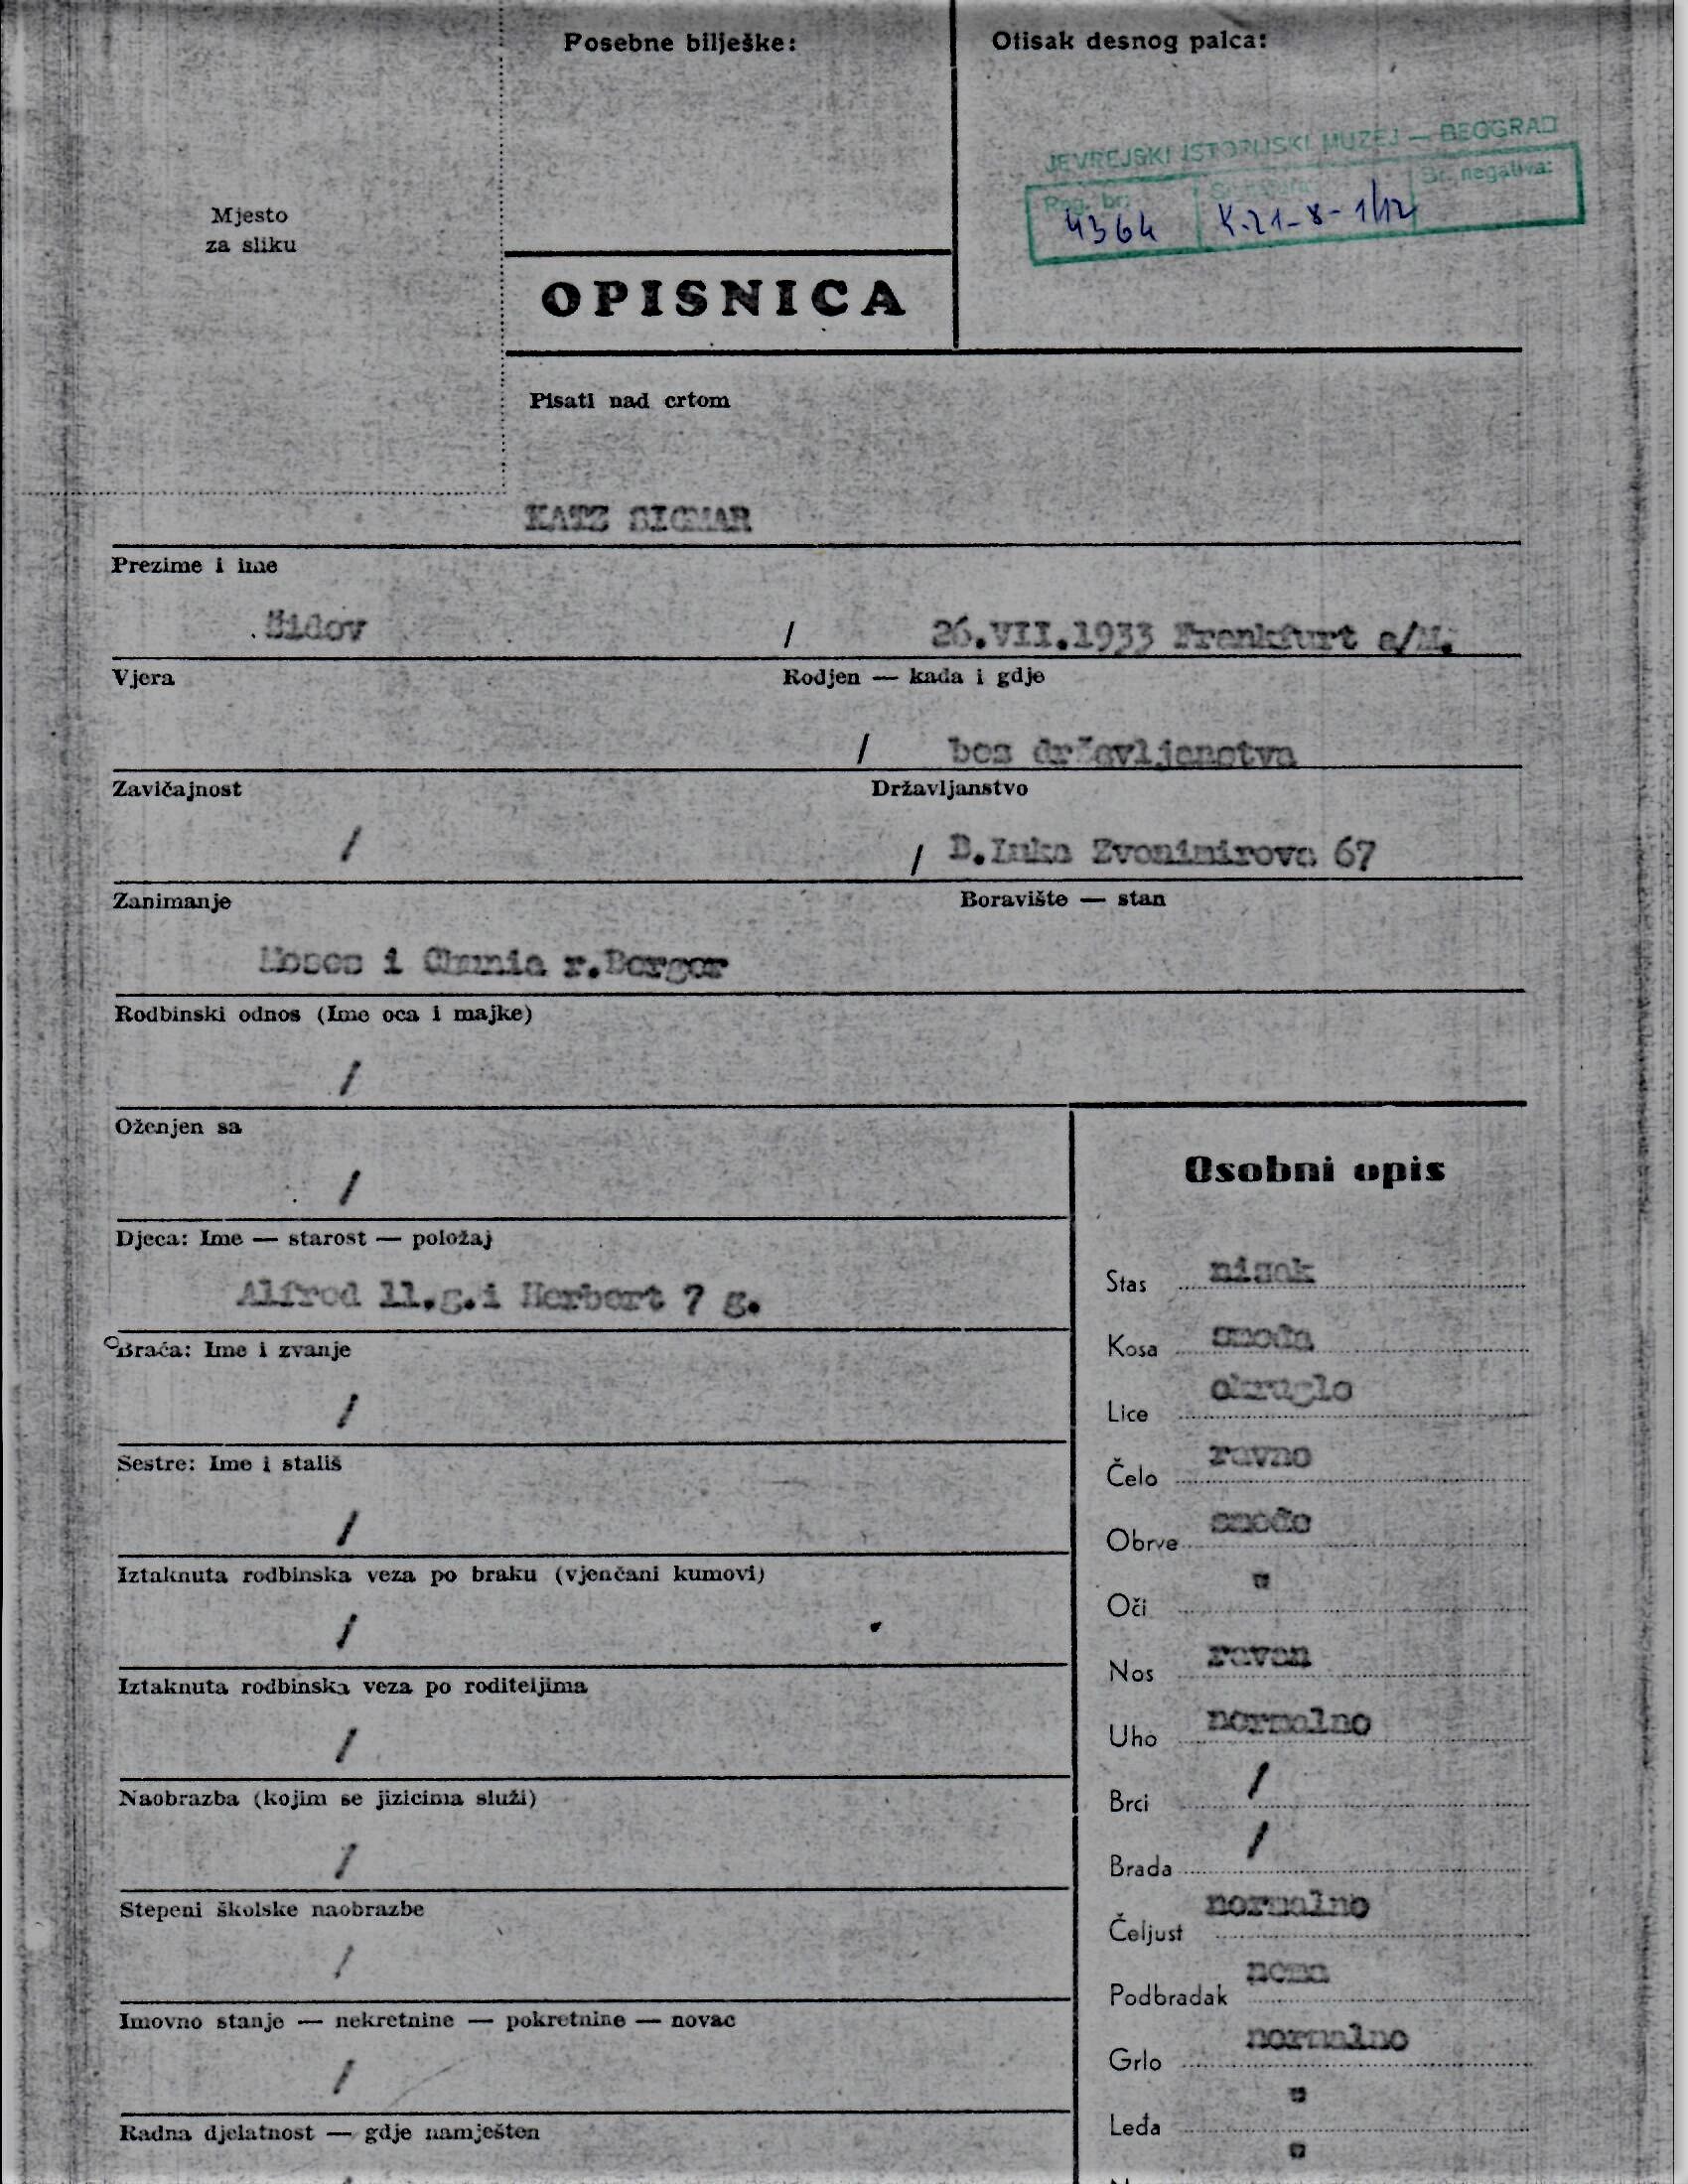 Posebne bilješke:
Otisak desnog palca:
JEVREJSKI ISTORIJSKI MUZEJ — BEOGRAD
Reg. br. Signatura Br. negativa:
4364 K.21-8-1/12
Mjesto
za sliku
OPISNICA
Pisati nad crtom
KATZ SIGMAR
Prezime i ime
Židov / 26.VII.1933 Frankfurt a/M.
Vjera Rodjen — kada i gdje
/ bez državljanstva
Zavičajnost Državljanstvo
/ / B.Luka Zvonimirova 67
Zanimanje Boravište — stan
Moses i Chania r.Berger
Rodbinski odnos (Ime oca i majke)
/
Oženjen sa
/
Djeca: Ime — starost — položaj
Alfred 11.g.i Herbert 7 g.
Braća: Ime i zvanje
/
Sestre: Ime i stališ
/
Iztaknuta rodbinska veza po braku (vjenčani kumovi)
/
Iztaknuta rodbinska veza po roditeljima
/
Naobrazba (kojim se jizicima služi)
/
Stepeni školske naobrazbe
/
Imovno stanje — nekretnine — pokretnine — novac
/
Radna djelatnost — gdje namješten
Osobni opis
Stas nizak
Kosa smeđa
Lice okruglo
Čelo ravno
Obrve smeđe
Oči "
Nos ravan
Uho normalno
Brci /
Brada /
Čeljust normalno
Podbradak nema
Grlo normalno
Leđa "
"